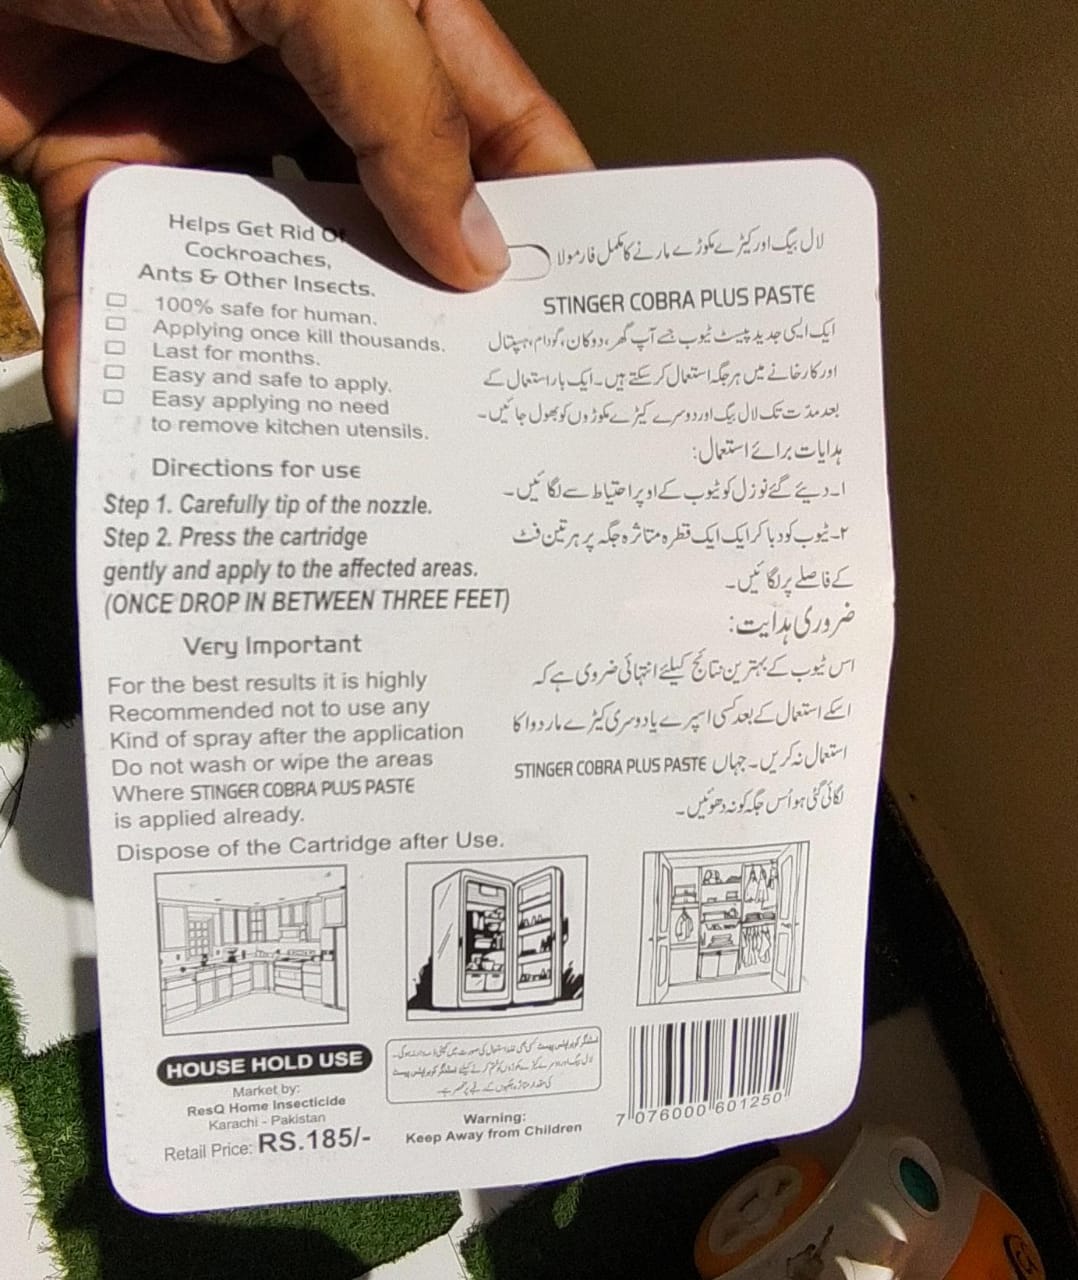 Helps Get Rid Of
Cockroaches,
Ants & Other Insects.
100% safe for human.
Applying once kill thousands.
Last for months.
Easy and safe to apply.
Easy applying no need
to remove kitchen utensils.
Directions for use
Step 1. Carefully tip of the nozzle.
Step 2. Press the cartridge
gently and apply to the affected areas.
(ONCE DROP IN BETWEEN THREE FEET)
Very Important
For the best results it is highly
Recommended not to use any
Kind of spray after the application
Do not wash or wipe the areas
Where STINGER COBRA PLUS PASTE
is applied already.
Dispose of the Cartridge after Use.
لال بیگ اور کیڑے مکوڑے مارنے کا مکمل فارمولا
STINGER COBRA PLUS PASTE
ایک ایسی جدید پیسٹ ٹیوب جسے آپ گھر، دوکان، گودام، ہسپتال
اور کارخانے میں ہر جگہ استعمال کر سکتے ہیں۔ ایک بار استعمال کے
بعد مدّت تک لال بیگ اور دوسرے کیڑے مکوڑوں کو بھول جائیں۔
ہدایات برائے استعمال:
۱۔ دیئے گئے نوزل کو ٹیوب کے اوپر احتیاط سے لگائیں۔
۲۔ ٹیوب کو دبا کر ایک ایک قطرہ متاثرہ جگہ پر ہر تین فٹ
کے فاصلے پر لگائیں۔
ضروری ہدایت:
اس ٹیوب کے بہترین نتائج کیلئے انتہائی ضروری ہے کہ
اسکے استعمال کے بعد کسی اسپرے یا دوسری کیڑے مار دوا کا
استعمال نہ کریں۔ جہاں STINGER COBRA PLUS PASTE
لگائی گئی ہو اُس جگہ کو نہ دھوئیں۔
HOUSE HOLD USE
Market by:
ResQ Home Insecticide
Karachi - Pakistan
Retail Price: RS.185/-
Warning:
Keep Away from Children
7 076000 601250